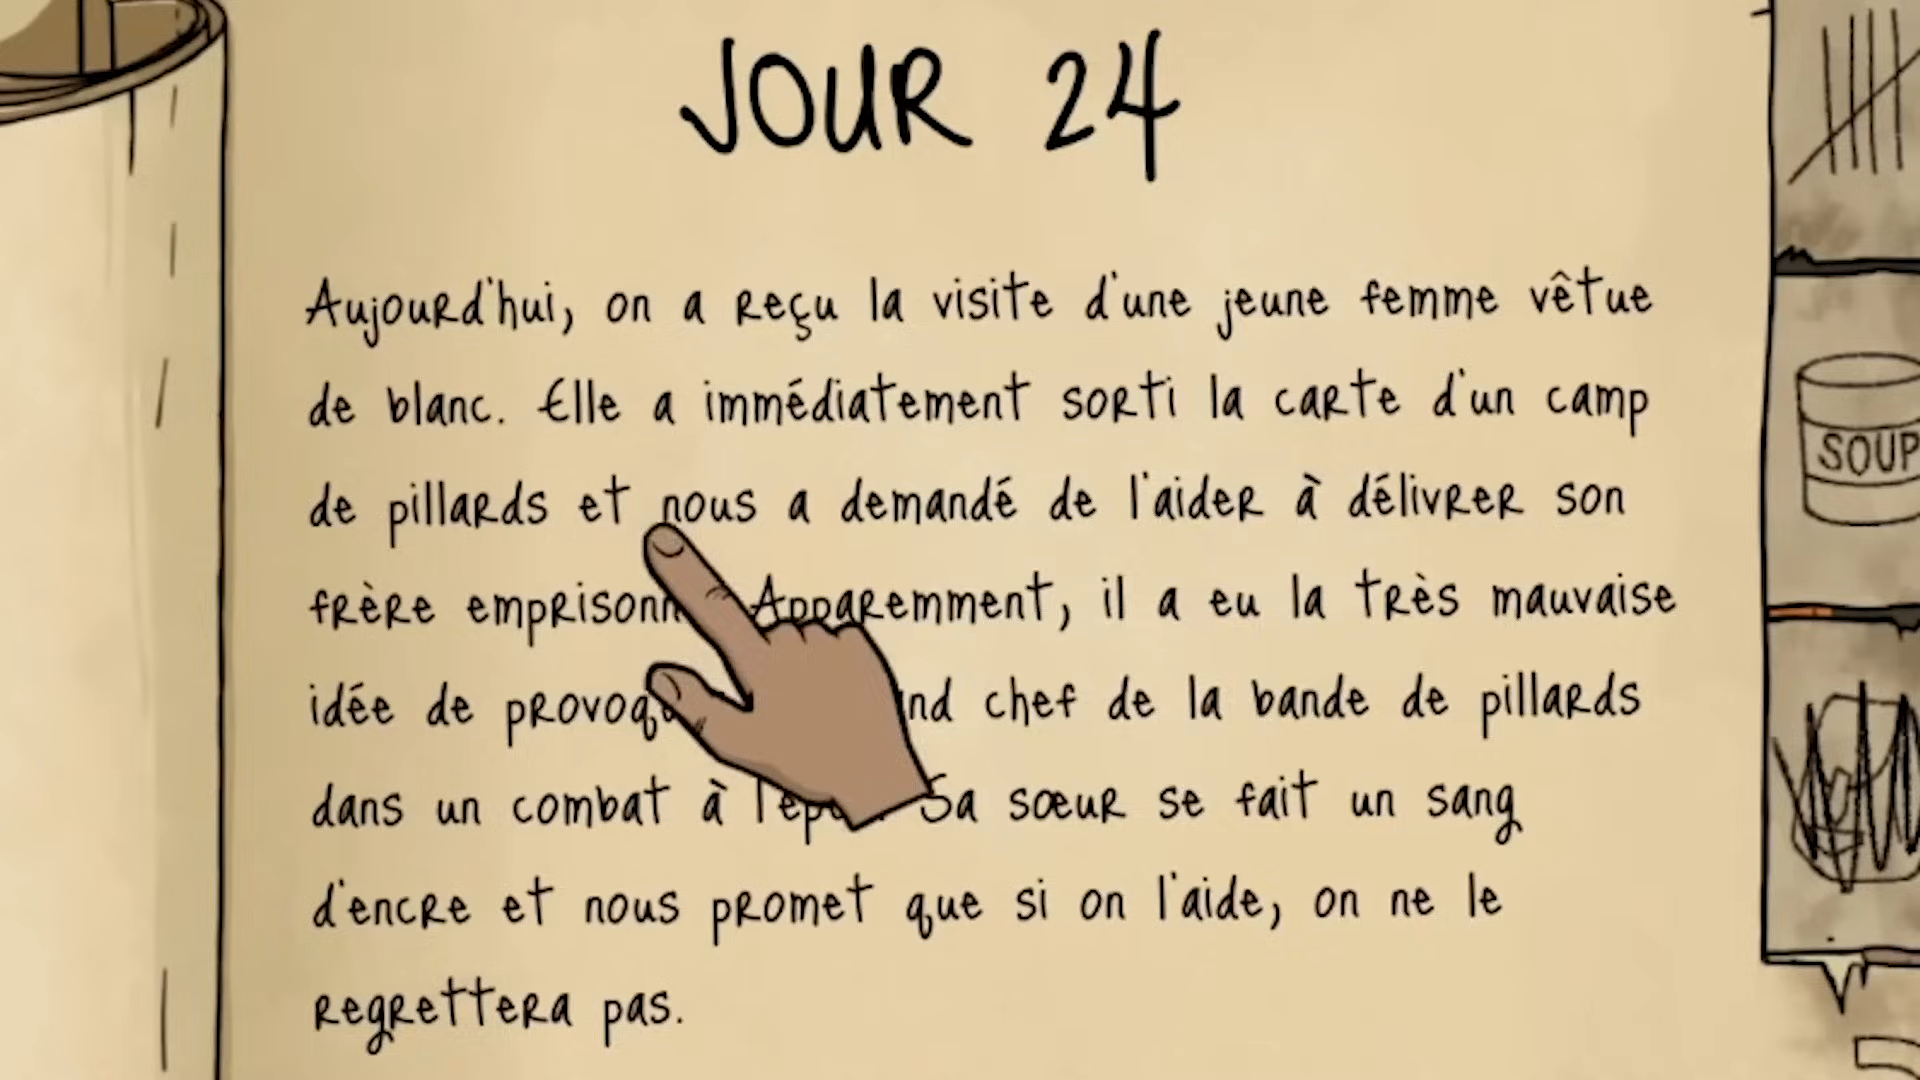 JOUR 24
Aujourd'hui, on a reçu la visite d'une jeune femme vêtue
de blanc. Elle a immédiatement sorti la carte d'un camp
de pillards et nous a demandé de l'aider à délivrer son
frère Apparemment, il a eu la très mauvaise
idée de chef de la bande de pillards
dans un combat à Sa sœur se fait un sang
d'encre et nous promet que si on l'aide, on ne le
regrettera pas.
SOUP